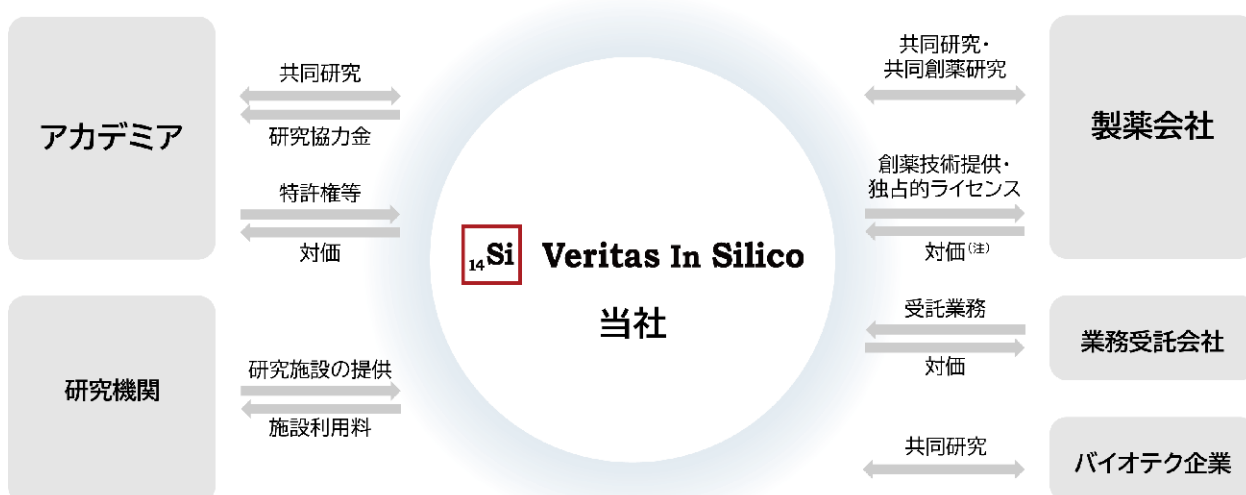 アカデミア
共同研究
研究協力金
特許権等
対価
研究機関
研究施設の提供
施設利用料
14Si Veritas In Silico
当社
共同研究・
共同創薬研究
製薬会社
創薬技術提供・
独占的ライセンス
対価(注)
受託業務
対価
業務受託会社
共同研究
バイオテク企業